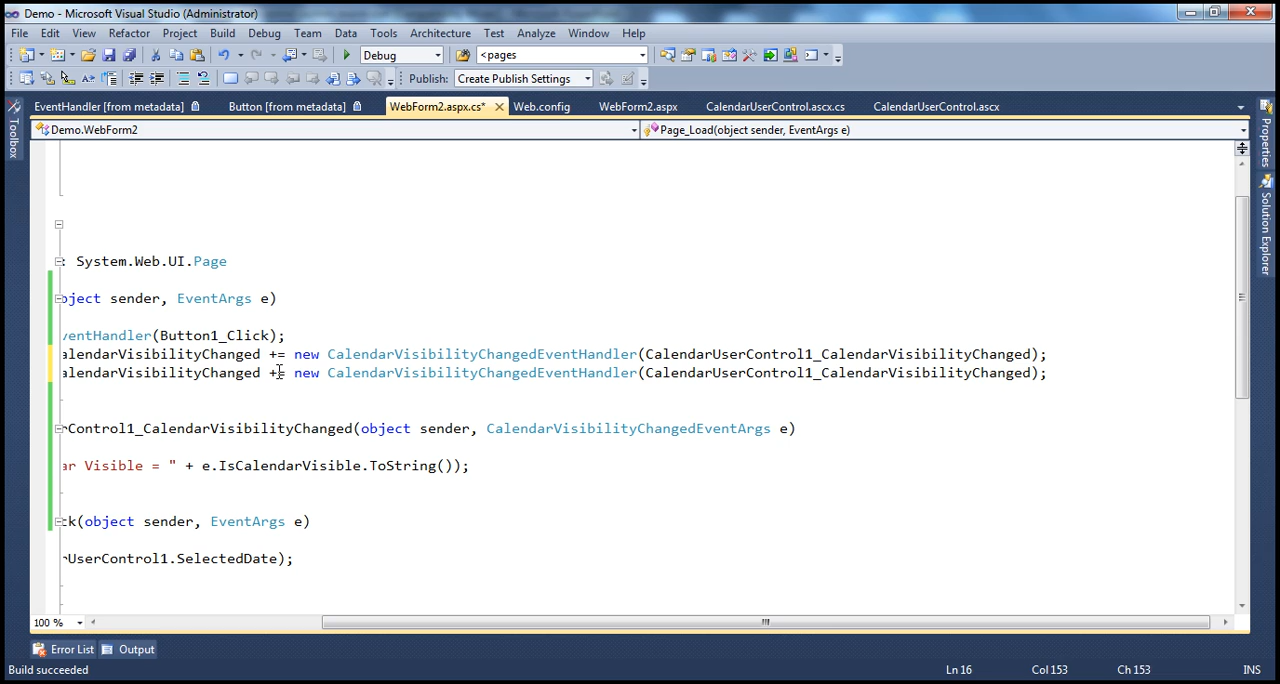 Demo - Microsoft Visual Studio (Administrator)
File Edit View Refactor Project Build Debug Team Data Tools Architecture Test Analyze Window Help
Debug <pages
Publish: Create Publish Settings
EventHandler [from metadata] Button [from metadata] WebForm2.aspx.cs* Web.config WebForm2.aspx CalendarUserControl.ascx.cs CalendarUserControl.ascx
Demo.WebForm2 Page_Load(object sender, EventArgs e)
Toolbox
Properties
Solution Explorer
: System.Web.UI.Page
bject sender, EventArgs e)
ventHandler(Button1_Click);
alendarVisibilityChanged += new CalendarVisibilityChangedEventHandler(CalendarUserControl1_CalendarVisibilityChanged);
alendarVisibilityChanged += new CalendarVisibilityChangedEventHandler(CalendarUserControl1_CalendarVisibilityChanged);
rControl1_CalendarVisibilityChanged(object sender, CalendarVisibilityChangedEventArgs e)
ar Visible = " + e.IsCalendarVisible.ToString());
ck(object sender, EventArgs e)
rUserControl1.SelectedDate);
100 %
Error List Output
Build succeeded Ln 16 Col 153 Ch 153 INS